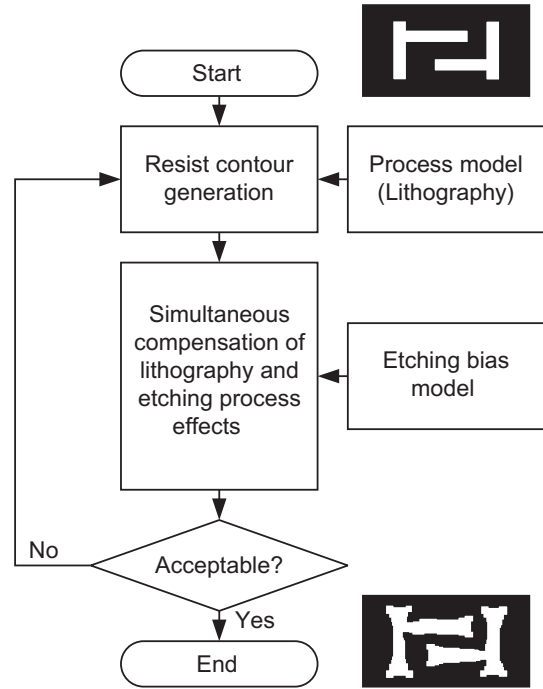 Start
Resist contour
generation
Process model
(Lithography)
Simultaneous
compensation of
lithography and
etching process
effects
Etching bias
model
No
Acceptable?
Yes
End